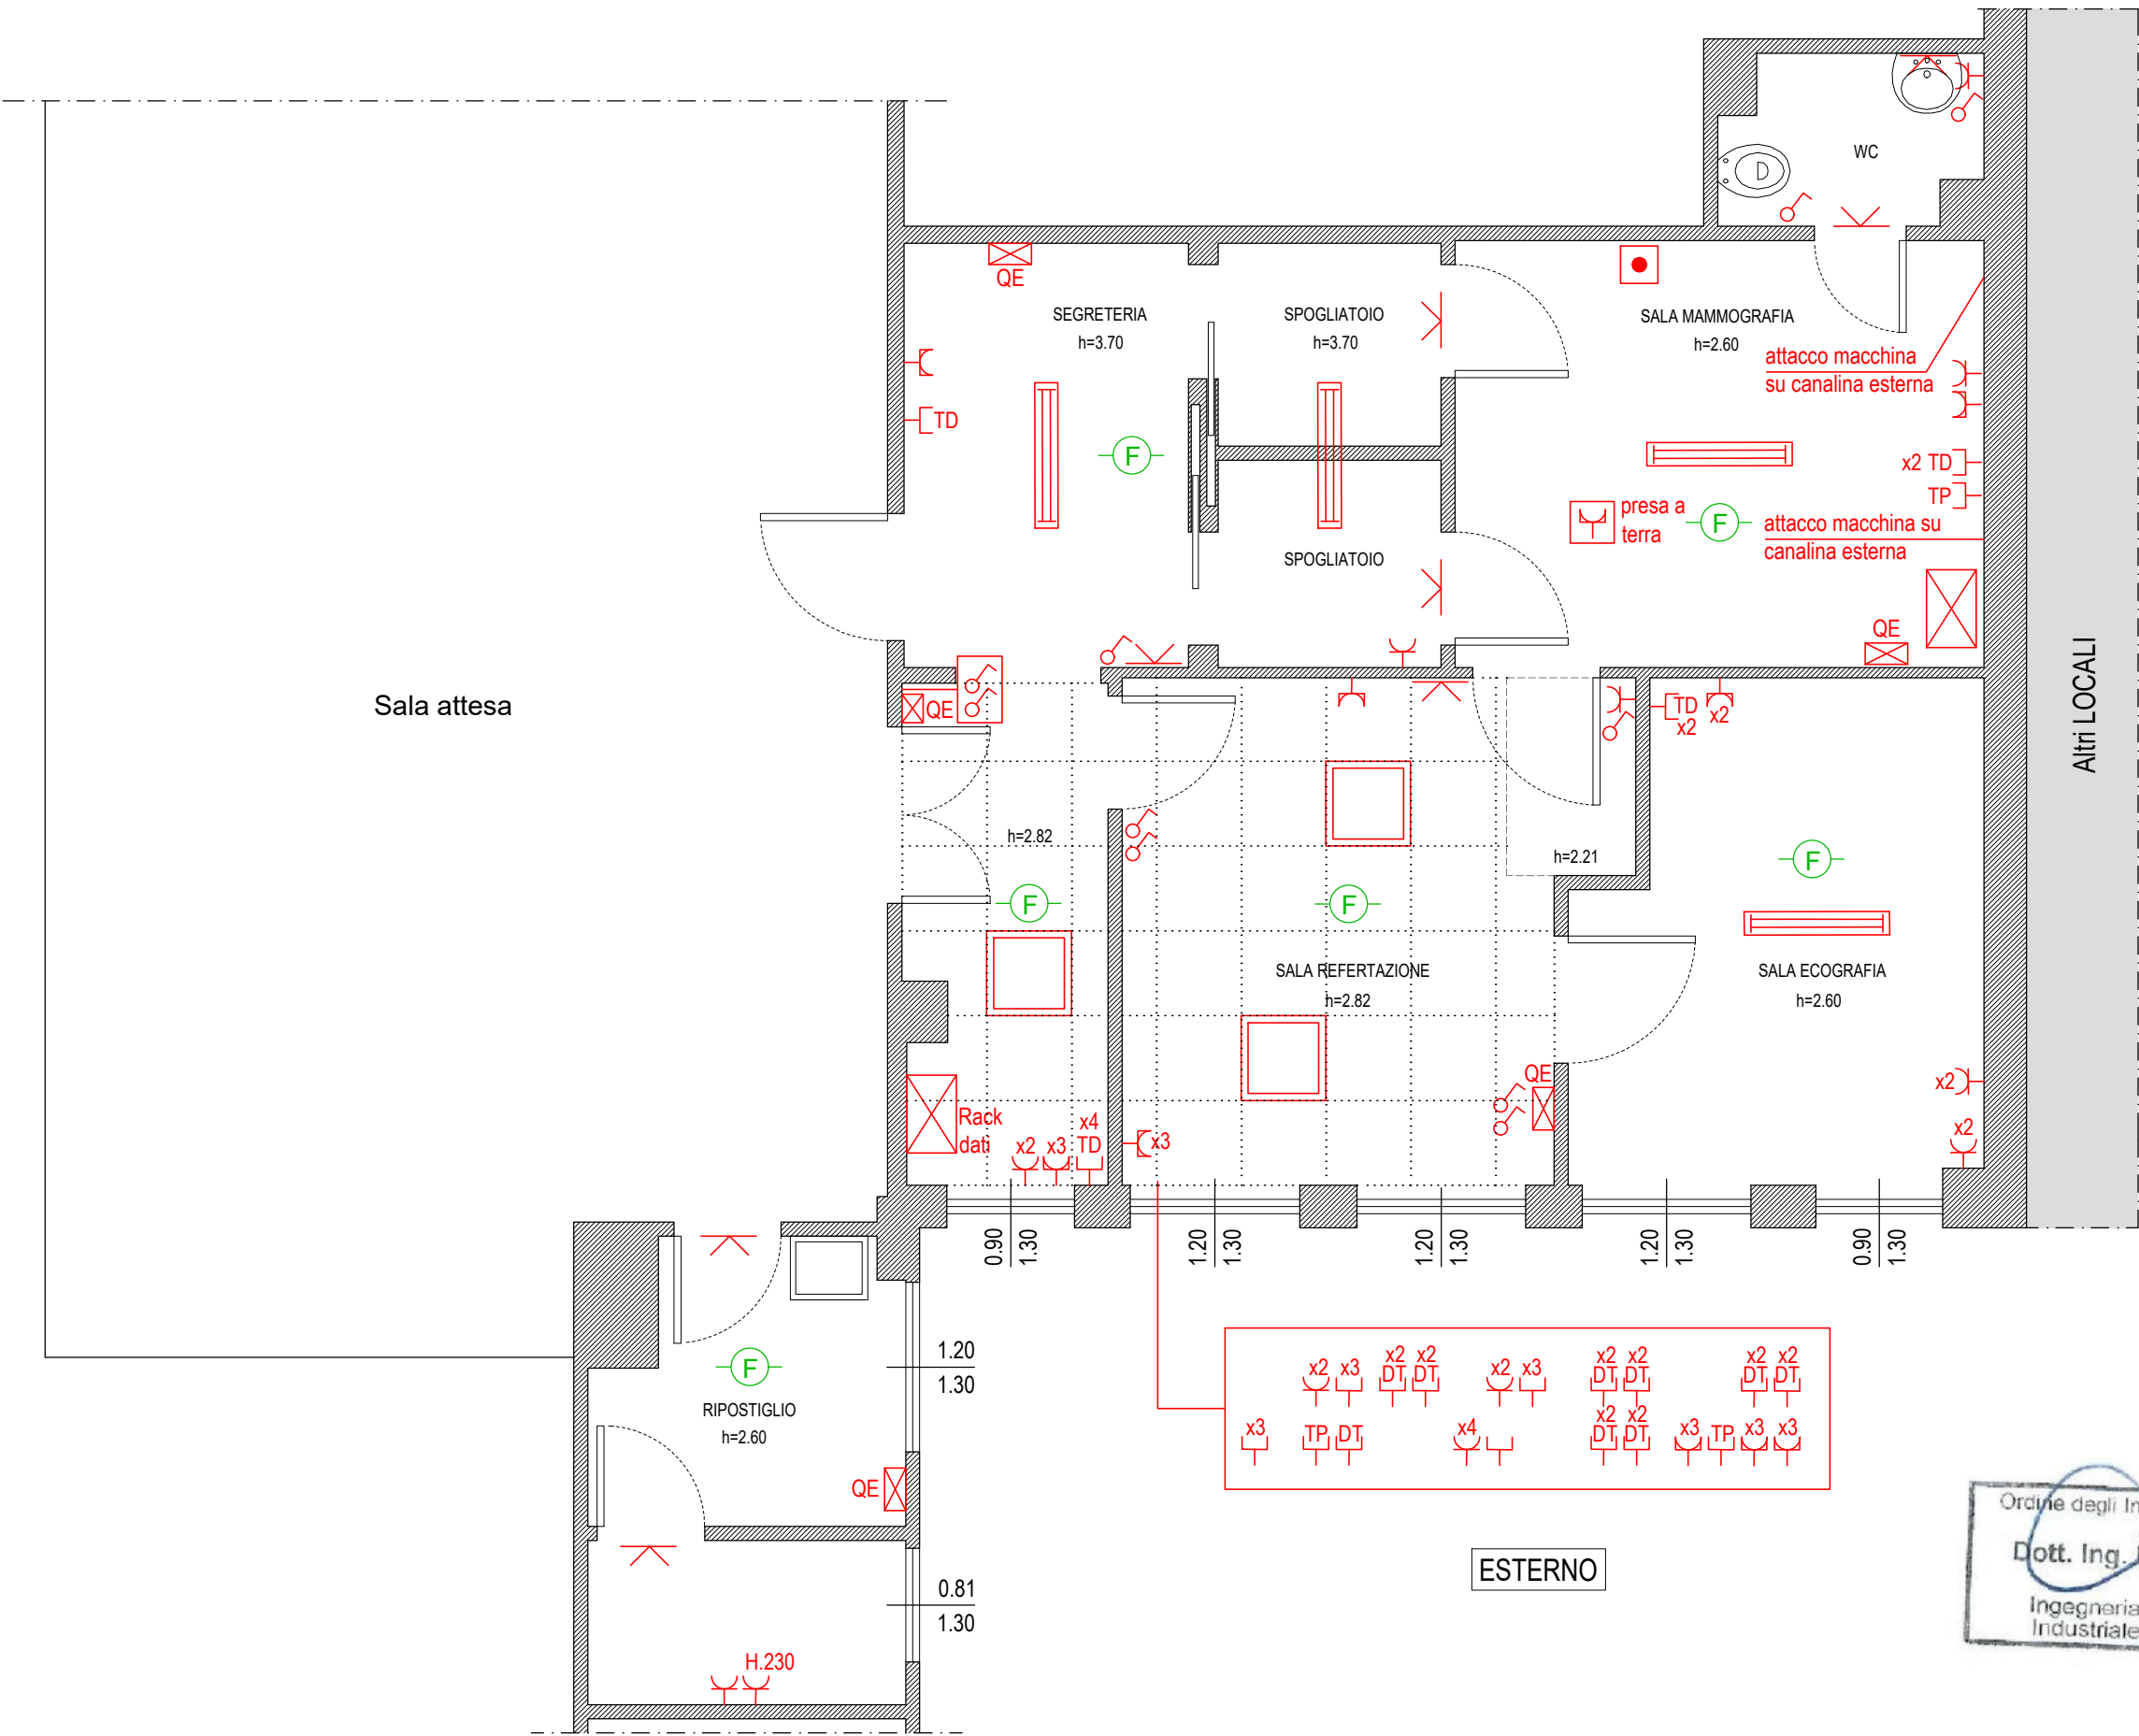 WC
QE
SEGRETERIA
h=3.70
SPOGLIATOIO
h=3.70
SALA MAMMOGRAFIA
h=2.60
attacco macchina
su canalina esterna
TD
F
x2 TD
TP
presa a
terra
F
attacco macchina su
canalina esterna
SPOGLIATOIO
QE
Altri LOCALI
Sala attesa
QE
TD
x2
x2
h=2.82
h=2.21
F
F
F
SALA REFERTAZIONE
h=2.82
SALA ECOGRAFIA
h=2.60
QE
x2
Rack
dati
x2
x3
x4
TD
x3
x2
0.90
1.30
1.20
1.30
1.20
1.30
1.20
1.30
0.90
1.30
1.20
1.30
F
RIPOSTIGLIO
h=2.60
QE
x2 x3 x2 DT x2 DT x2 x3 x2 DT x2 DT x2 DT x2 DT
x3 TP DT x4 x2 DT x2 DT x3 TP x3 x3
ESTERNO
0.81
1.30
H.230
Ordine degli
Dott. Ing.
Ingegneria
Industriale